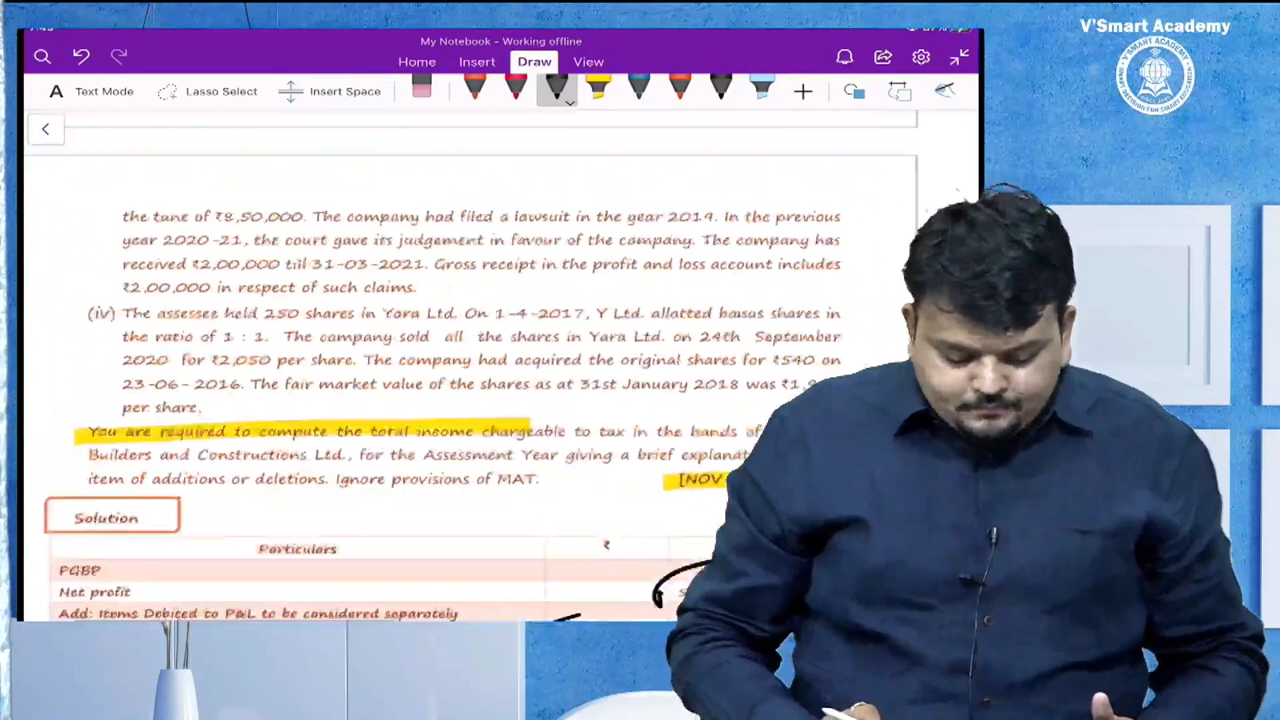 V'Smart Academy
My Notebook - Working offline
Home Insert Draw View
A Text Mode Lasso Select Insert Space
the tune of ₹8,50,000. The company had filed a lawsuit in the year 2019. In the previous
year 2020-21, the court gave its judgement in favour of the company. The company has
received ₹2,00,000 till 31-03-2021. Gross receipt in the profit and loss account includes
₹2,00,000 in respect of such claims.
(iv) The assessee held 250 shares in Yora Ltd. On 1-4-2017, Y Ltd. allatted shares in
the ratio of 1 : 1. The company sold all the shares in Yara Ltd. on 24th September
2020 for ₹2,050 per share. The company had acquired the original shares for ₹540 on
23-06-2016. The fair market value of the shares as at 31st January 2018 was
per share.
You are required to compute the total income chargeable to tax in the hands of
Builders and Constructions Ltd., for the Assessment Year giving a brief
item of additions or deletions. Ignore provisions of MAT. [NOV
Solution
Particulars ₹
PGBP
Net profit
Add: Items Debited to P&L to be considered separately